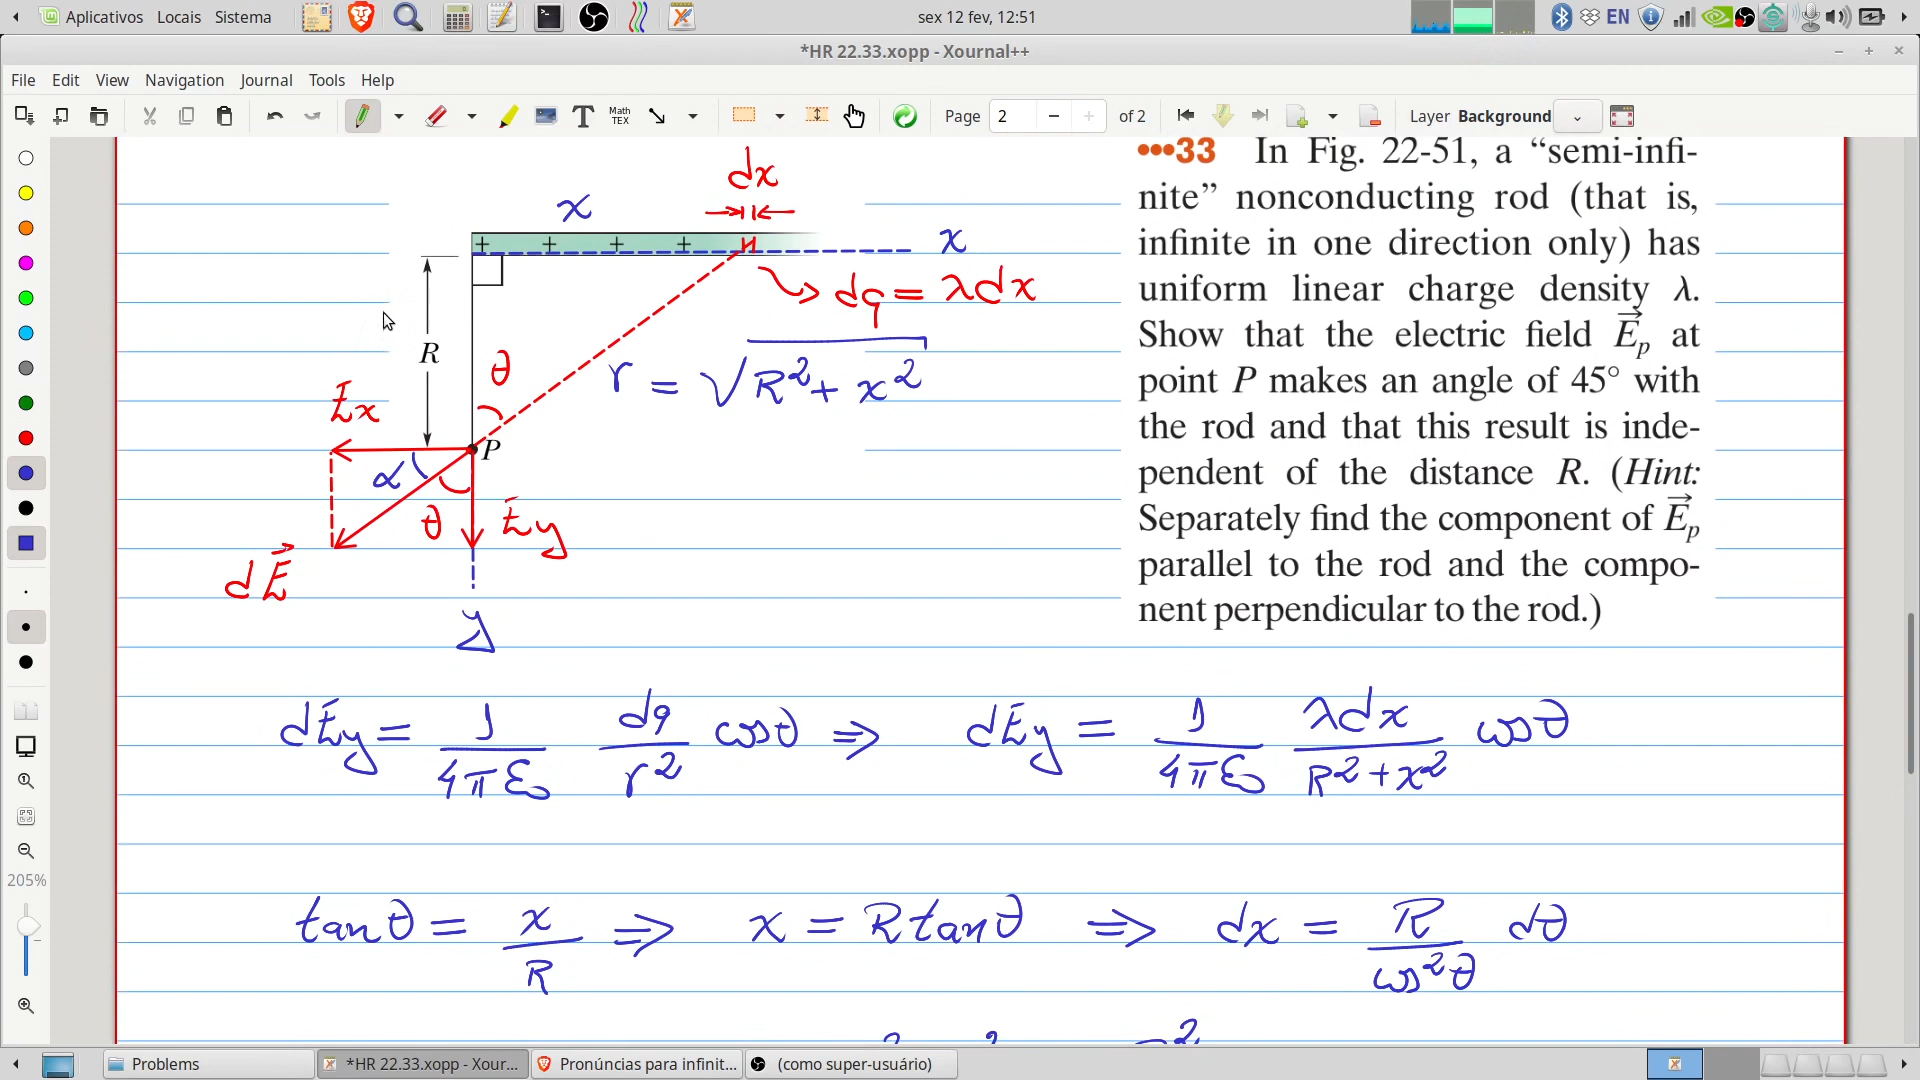 Aplicativos Locais Sistema sex 12 fev, 12:51 EN
*HR 22.33.xopp - Xournal++
File Edit View Navigation Journal Tools Help
Math TEX Page 2 of 2 Layer Background
205%
dx
x
+ + + +
x
dq = λdx
R
θ
r = √R²+x²
Ex
P
α
θ
Ey
dE⃗
y
•••33 In Fig. 22-51, a “semi-infi-
nite” nonconducting rod (that is,
infinite in one direction only) has
uniform linear charge density λ.
Show that the electric field E⃗p at
point P makes an angle of 45° with
the rod and that this result is inde-
pendent of the distance R. (Hint:
Separately find the component of E⃗p
parallel to the rod and the compo-
nent perpendicular to the rod.)
dEy = 1/4πε₀ dq/r² cosθ ⇒ dEy = 1/4πε₀ λdx/R²+x² cosθ
tanθ = x/R ⇒ x = Rtanθ ⇒ dx = R/cos²θ dθ
Problems *HR 22.33.xopp - Xour... Pronúncias para infinit... (como super-usuário)